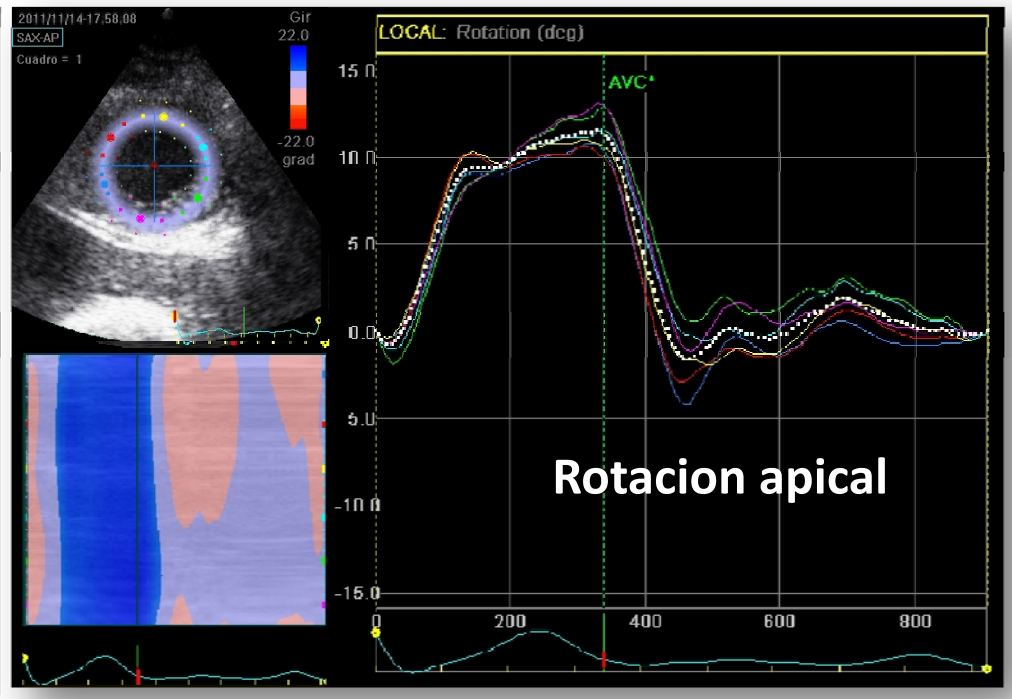 2011/11/14-17:58:08
SAX-AP
Cuadro = 1
Gir
22.0
-22.0
grad
LOCAL: Rotation (deg)
15.0
AVC*
10.0
5.0
0.0
-5.0
-10.0
-15.0
0 200 400 600 800
Rotacion apical